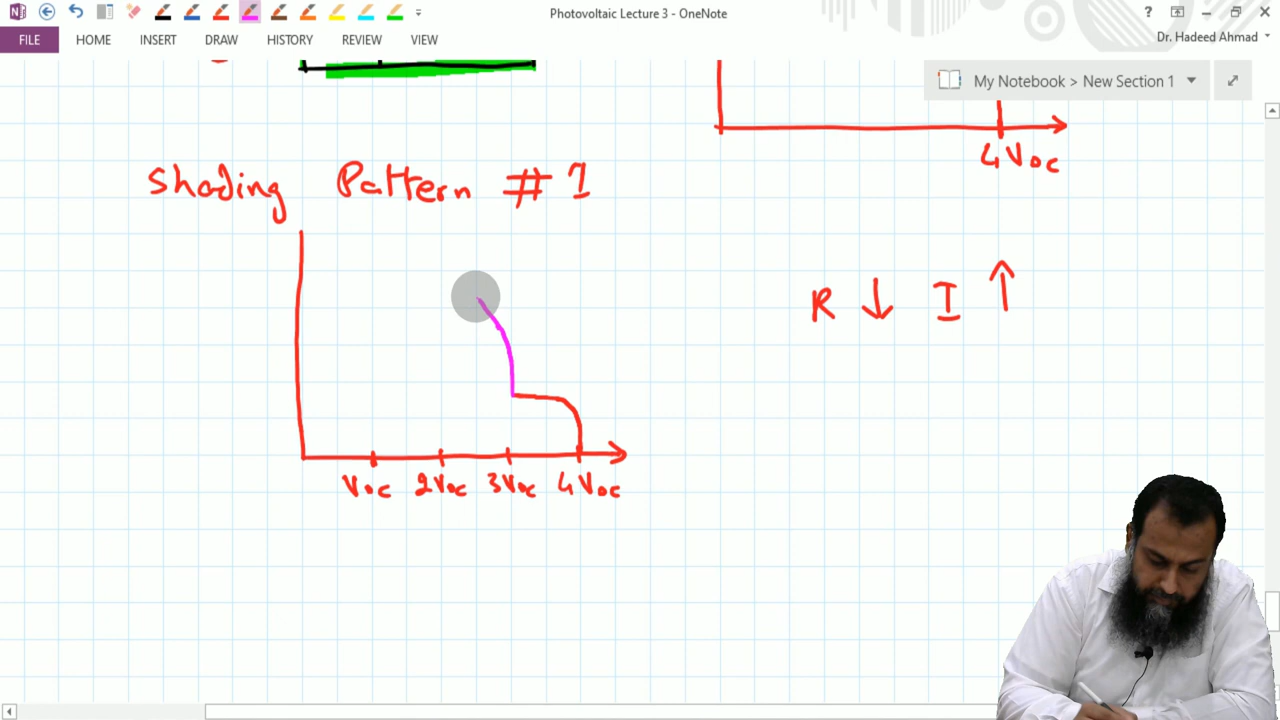 Photovoltaic Lecture 3 - OneNote
?
Dr. Hadeed Ahmad
FILE HOME INSERT DRAW HISTORY REVIEW VIEW
My Notebook > New Section 1
4Voc
Shading Pattern # 1
R ↓ I ↑
Voc 2Voc 3Voc 4Voc